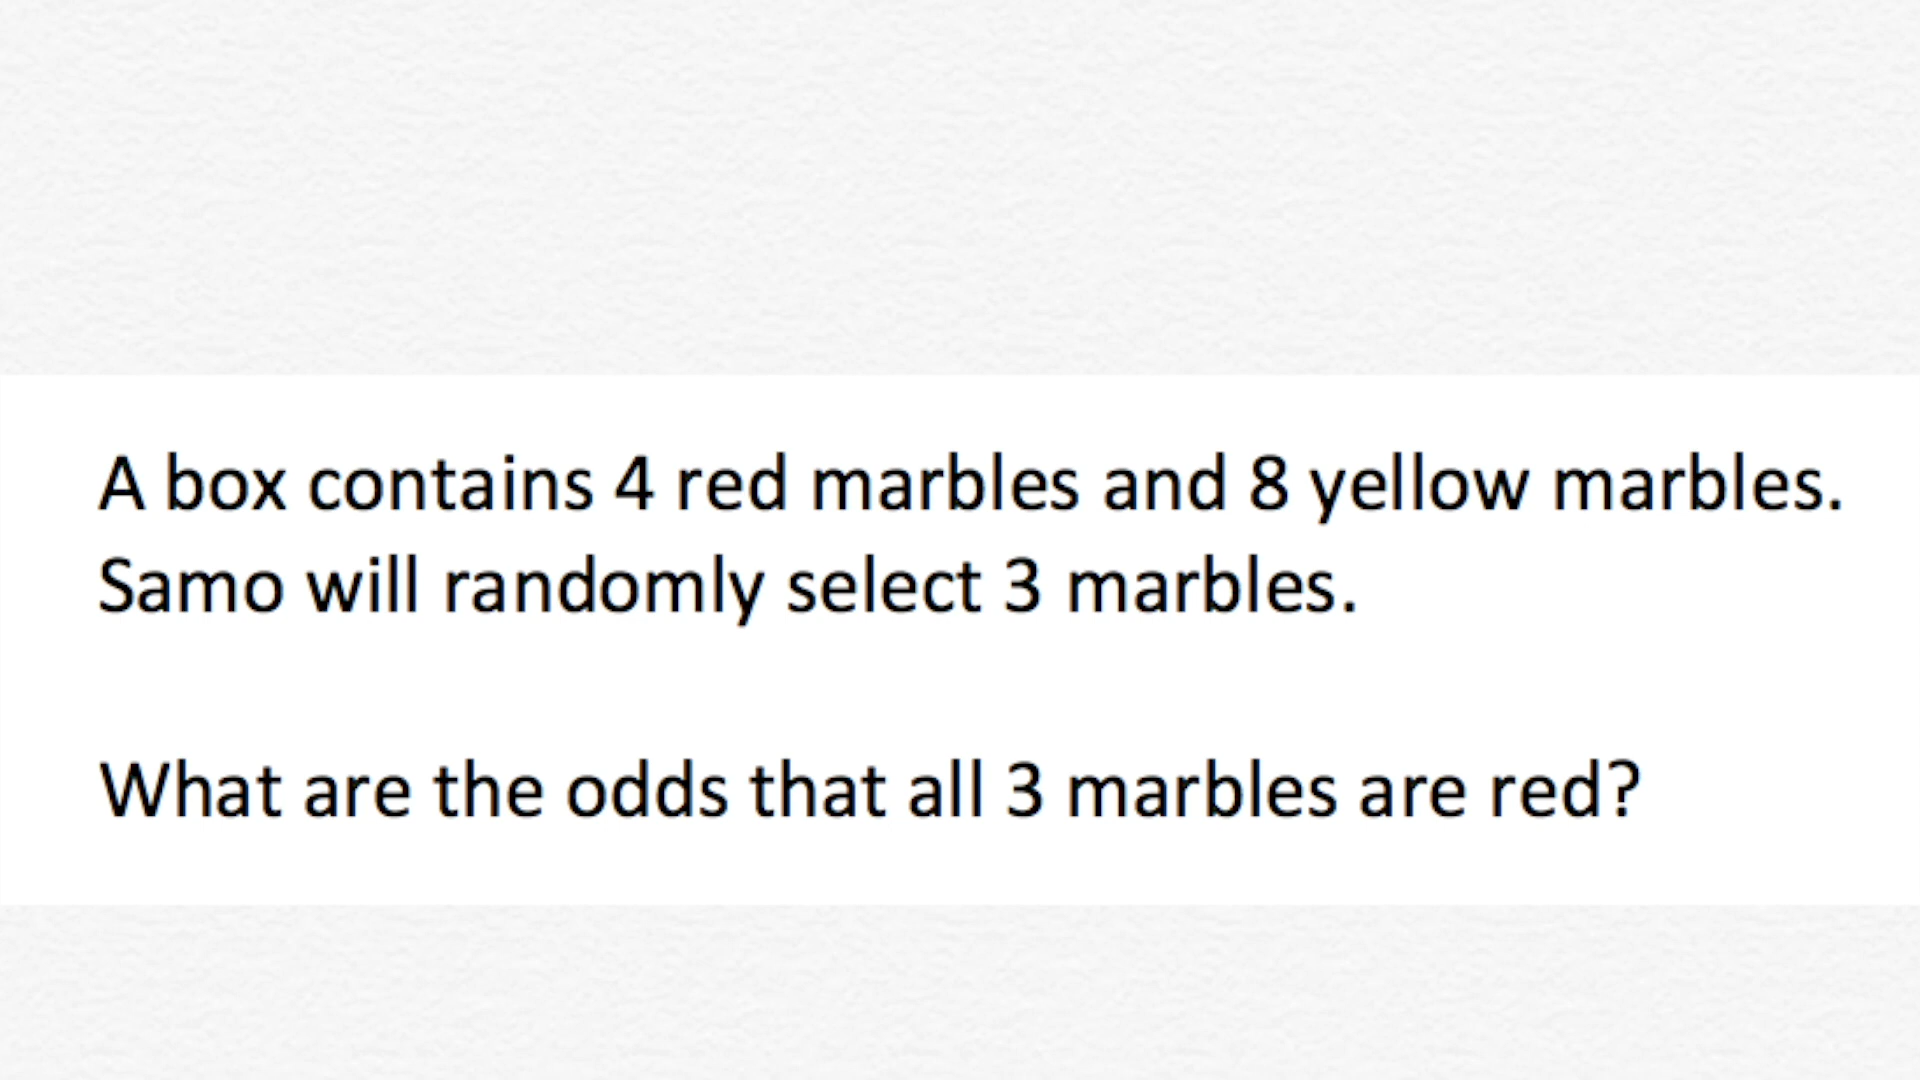 A box contains 4 red marbles and 8 yellow marbles.
Samo will randomly select 3 marbles.
What are the odds that all 3 marbles are red?